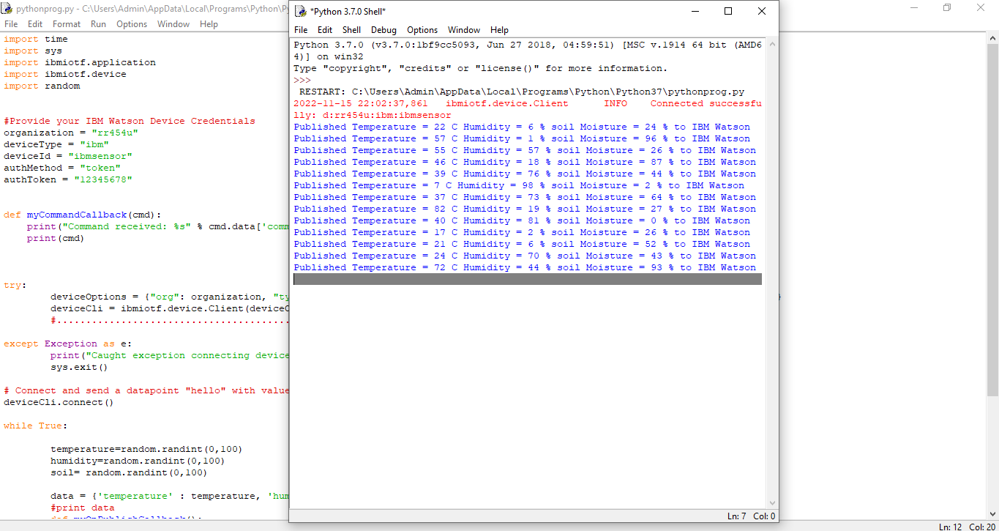 pythonprog.py - C:\Users\Admin\AppData\Local\Programs\Python\P
File Edit Format Run Options Window Help
import time
import sys
import ibmiotf.application
import ibmiotf.device
import random
#Provide your IBM Watson Device Credentials
organization = "rr454u"
deviceType = "ibm"
deviceId = "ibmsensor"
authMethod = "token"
authToken = "12345678"
def myCommandCallback(cmd):
print("Command received: %s" % cmd.data['comm
print(cmd)
try:
deviceOptions = {"org": organization, "ty
deviceCli = ibmiotf.device.Client(deviceO
#........................................
except Exception as e:
print("Caught exception connecting device
sys.exit()
# Connect and send a datapoint "hello" with value
deviceCli.connect()
while True:
temperature=random.randint(0,100)
humidity=random.randint(0,100)
soil= random.randint(0,100)
data = {'temperature' : temperature, 'hum
#print data
*Python 3.7.0 Shell*
File Edit Shell Debug Options Window Help
Python 3.7.0 (v3.7.0:1bf9cc5093, Jun 27 2018, 04:59:51) [MSC v.1914 64 bit (AMD6
4)] on win32
Type "copyright", "credits" or "license()" for more information.
>>>
RESTART: C:\Users\Admin\AppData\Local\Programs\Python\Python37\pythonprog.py
2022-11-15 22:02:37,861 ibmiotf.device.Client INFO Connected successfu
lly: d:rr454u:ibm:ibmsensor
Published Temperature = 22 C Humidity = 6 % soil Moisture = 24 % to IBM Watson
Published Temperature = 57 C Humidity = 1 % soil Moisture = 96 % to IBM Watson
Published Temperature = 55 C Humidity = 57 % soil Moisture = 26 % to IBM Watson
Published Temperature = 46 C Humidity = 18 % soil Moisture = 87 % to IBM Watson
Published Temperature = 39 C Humidity = 76 % soil Moisture = 44 % to IBM Watson
Published Temperature = 7 C Humidity = 98 % soil Moisture = 2 % to IBM Watson
Published Temperature = 37 C Humidity = 73 % soil Moisture = 64 % to IBM Watson
Published Temperature = 82 C Humidity = 19 % soil Moisture = 27 % to IBM Watson
Published Temperature = 40 C Humidity = 81 % soil Moisture = 0 % to IBM Watson
Published Temperature = 17 C Humidity = 2 % soil Moisture = 26 % to IBM Watson
Published Temperature = 21 C Humidity = 6 % soil Moisture = 52 % to IBM Watson
Published Temperature = 24 C Humidity = 70 % soil Moisture = 43 % to IBM Watson
Published Temperature = 72 C Humidity = 44 % soil Moisture = 93 % to IBM Watson
Ln: 7 Col: 0
Ln: 12 Col: 20